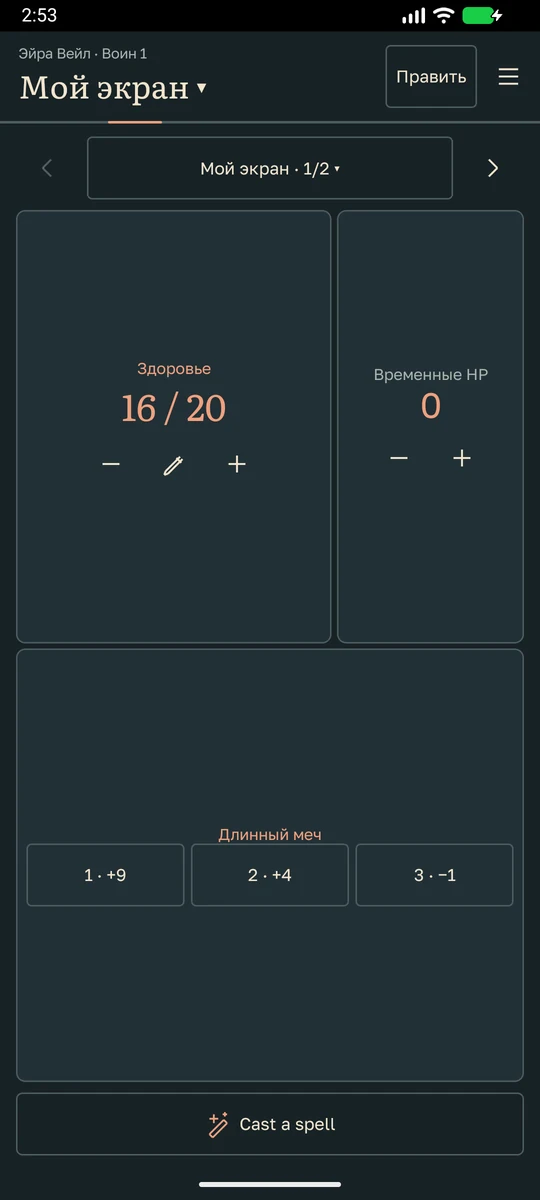 2:53
Эйра Вейл · Воин 1
Мой экран ▾
Править
Мой экран · 1/2 ▾
Здоровье
16 / 20
Временные HP
0
Длинный меч
1 · +9
2 · +4
3 · −1
Cast a spell